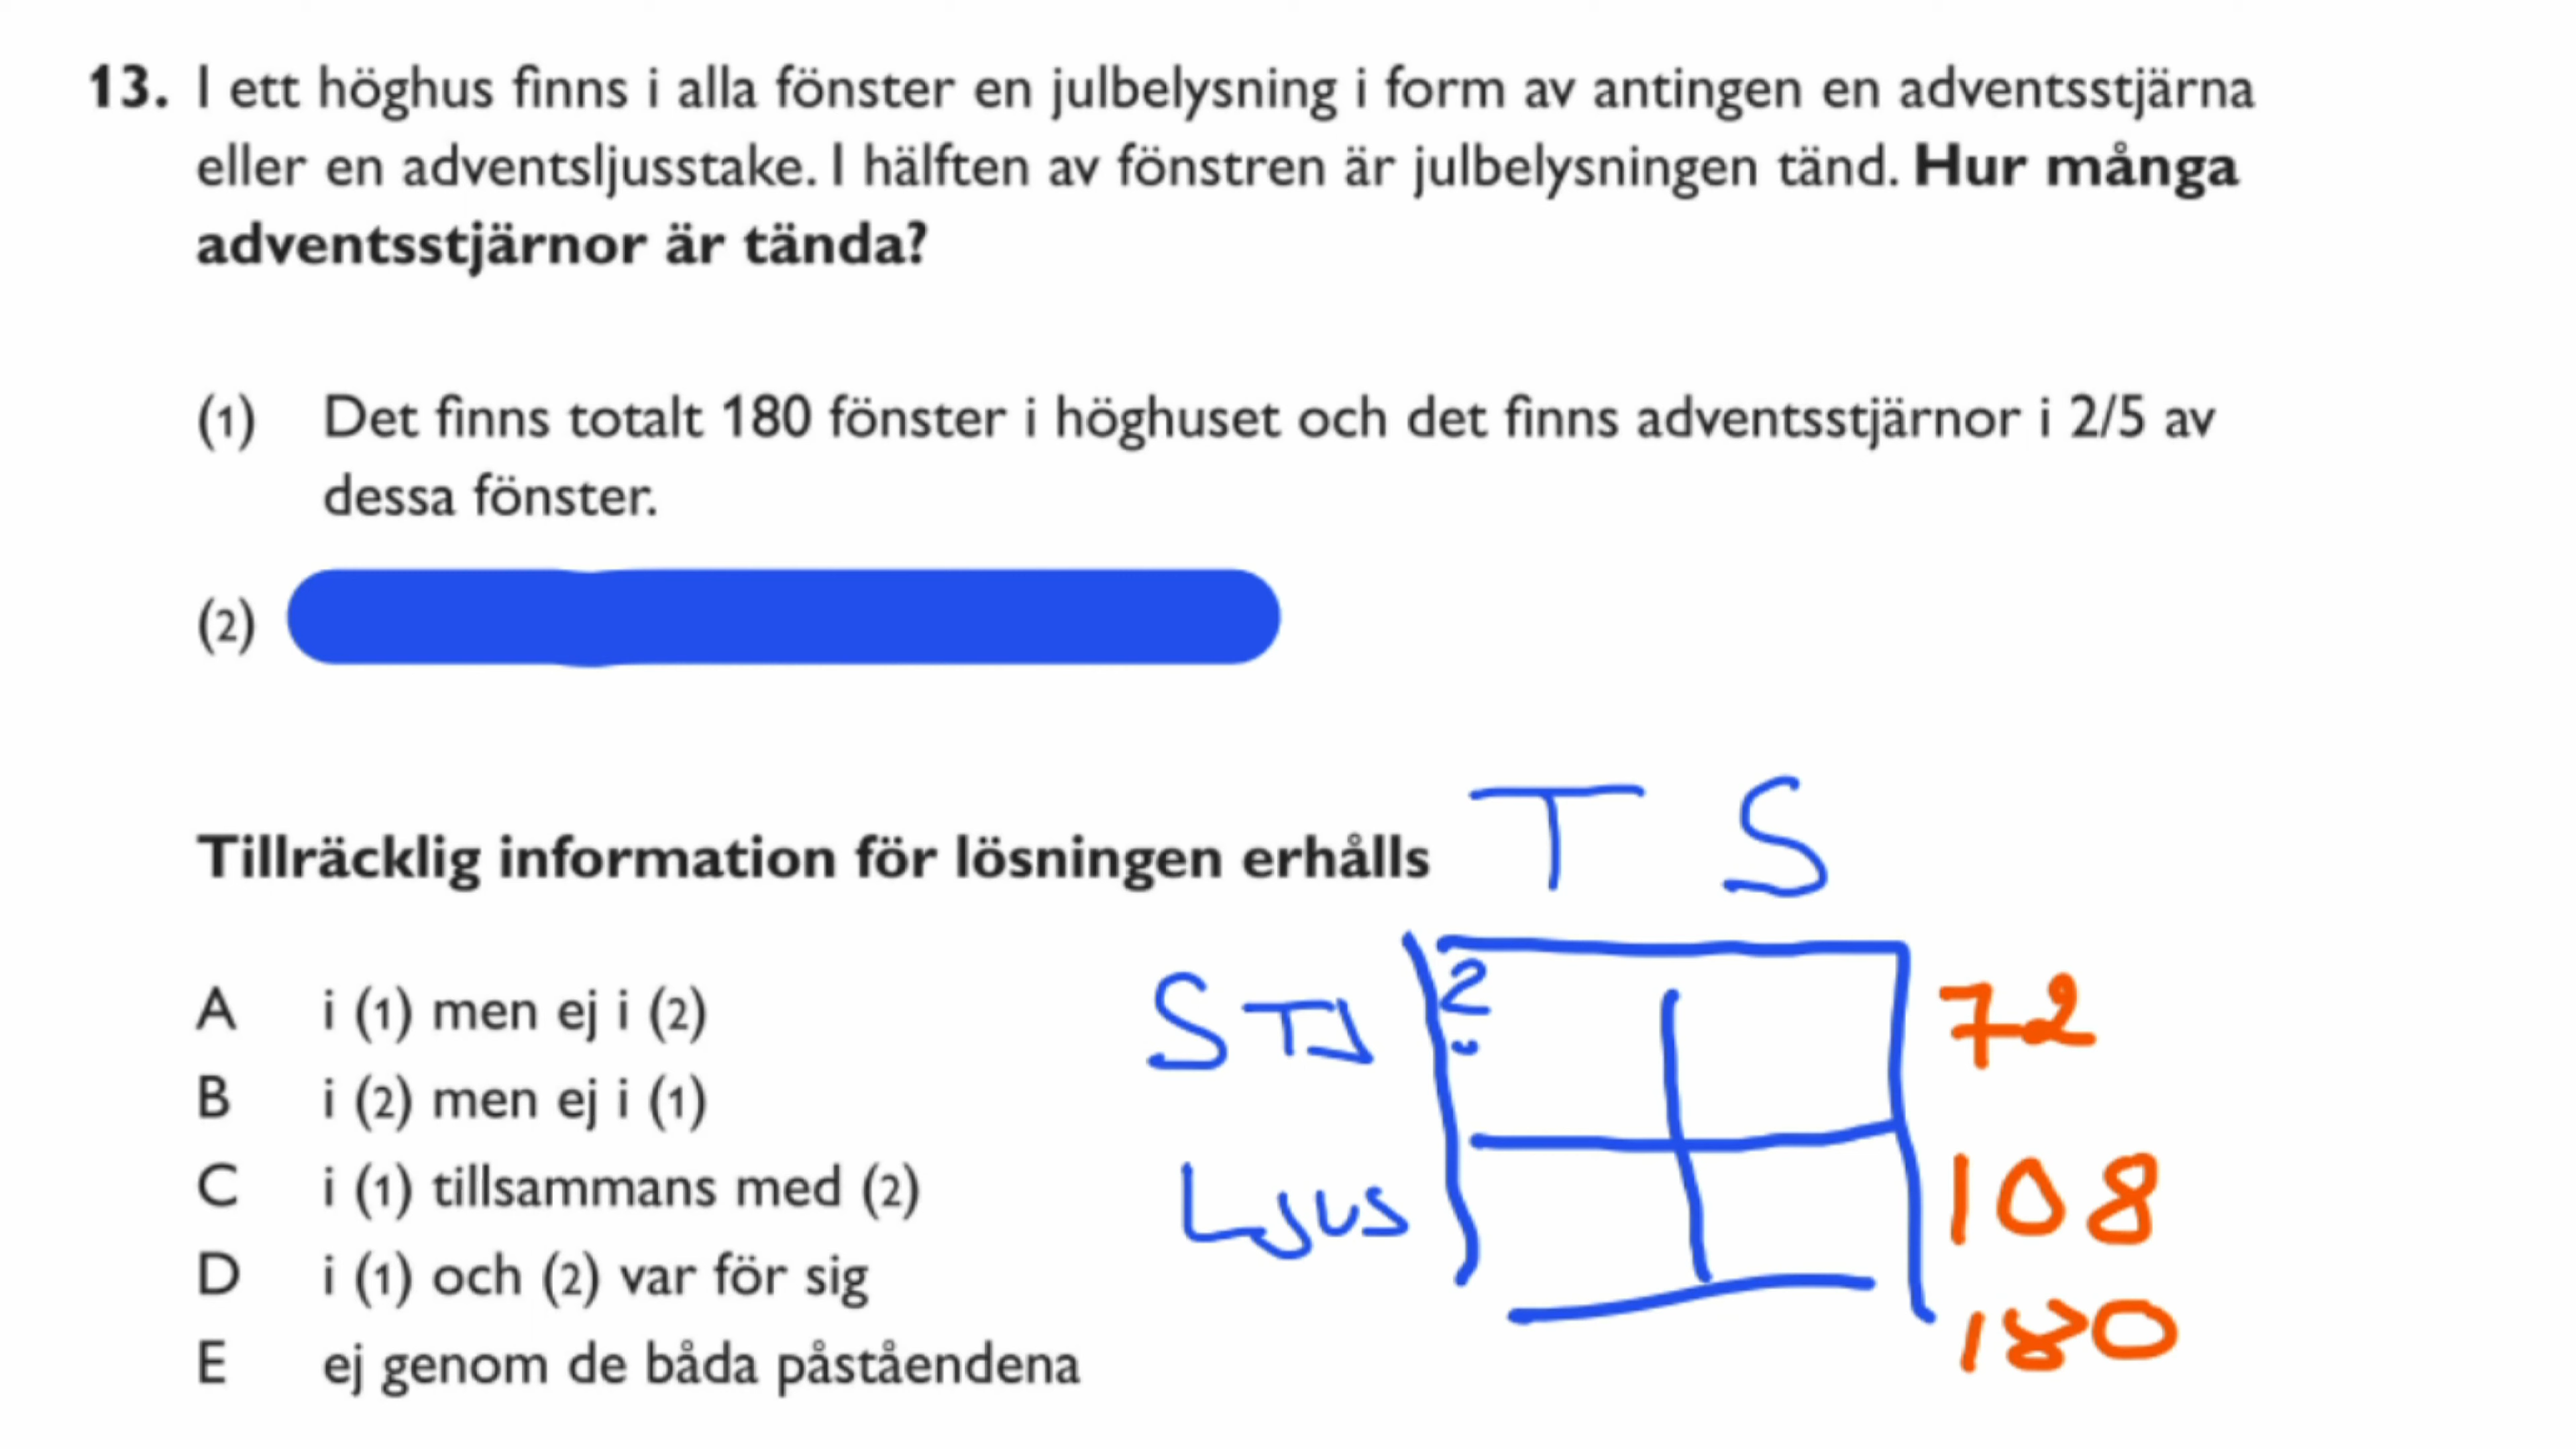 13. I ett höghus finns i alla fönster en julbelysning i form av antingen en adventsstjärna
eller en adventsljusstake. I hälften av fönstren är julbelysningen tänd. Hur många
adventsstjärnor är tända?
(1) Det finns totalt 180 fönster i höghuset och det finns adventsstjärnor i 2/5 av
dessa fönster.
(2)
Tillräcklig information för lösningen erhålls
T S
A i (1) men ej i (2)
STJ ? 72
B i (2) men ej i (1)
C i (1) tillsammans med (2)
LJUS 108
D i (1) och (2) var för sig
180
E ej genom de båda påståendena